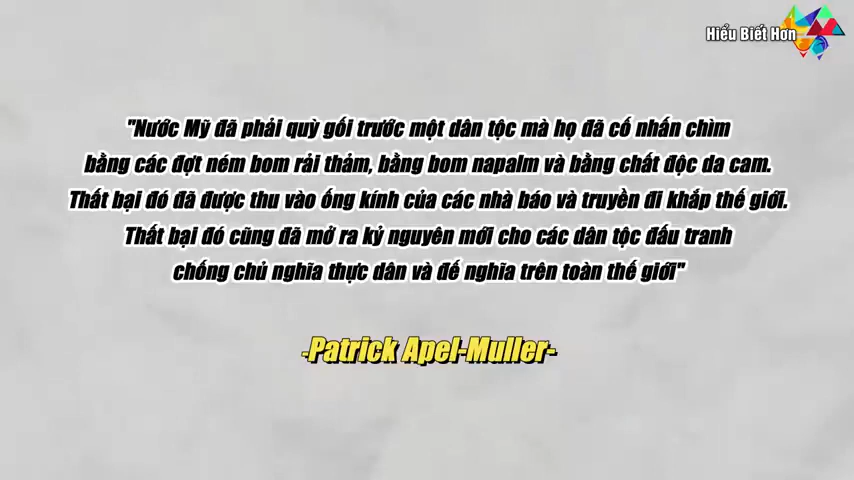 Hiểu Biết Hơn
"Nước Mỹ đã phải quỳ gối trước một dân tộc mà họ đã cố nhấn chìm
bằng các đợt ném bom rải thảm, bằng bom napalm và bằng chất độc da cam.
Thất bại đó đã được thu vào ống kính của các nhà báo và truyền đi khắp thế giới.
Thất bại đó cũng đã mở ra kỷ nguyên mới cho các dân tộc đấu tranh
chống chủ nghĩa thực dân và đế nghĩa trên toàn thế giới"
-Patrick Apel-Muller-